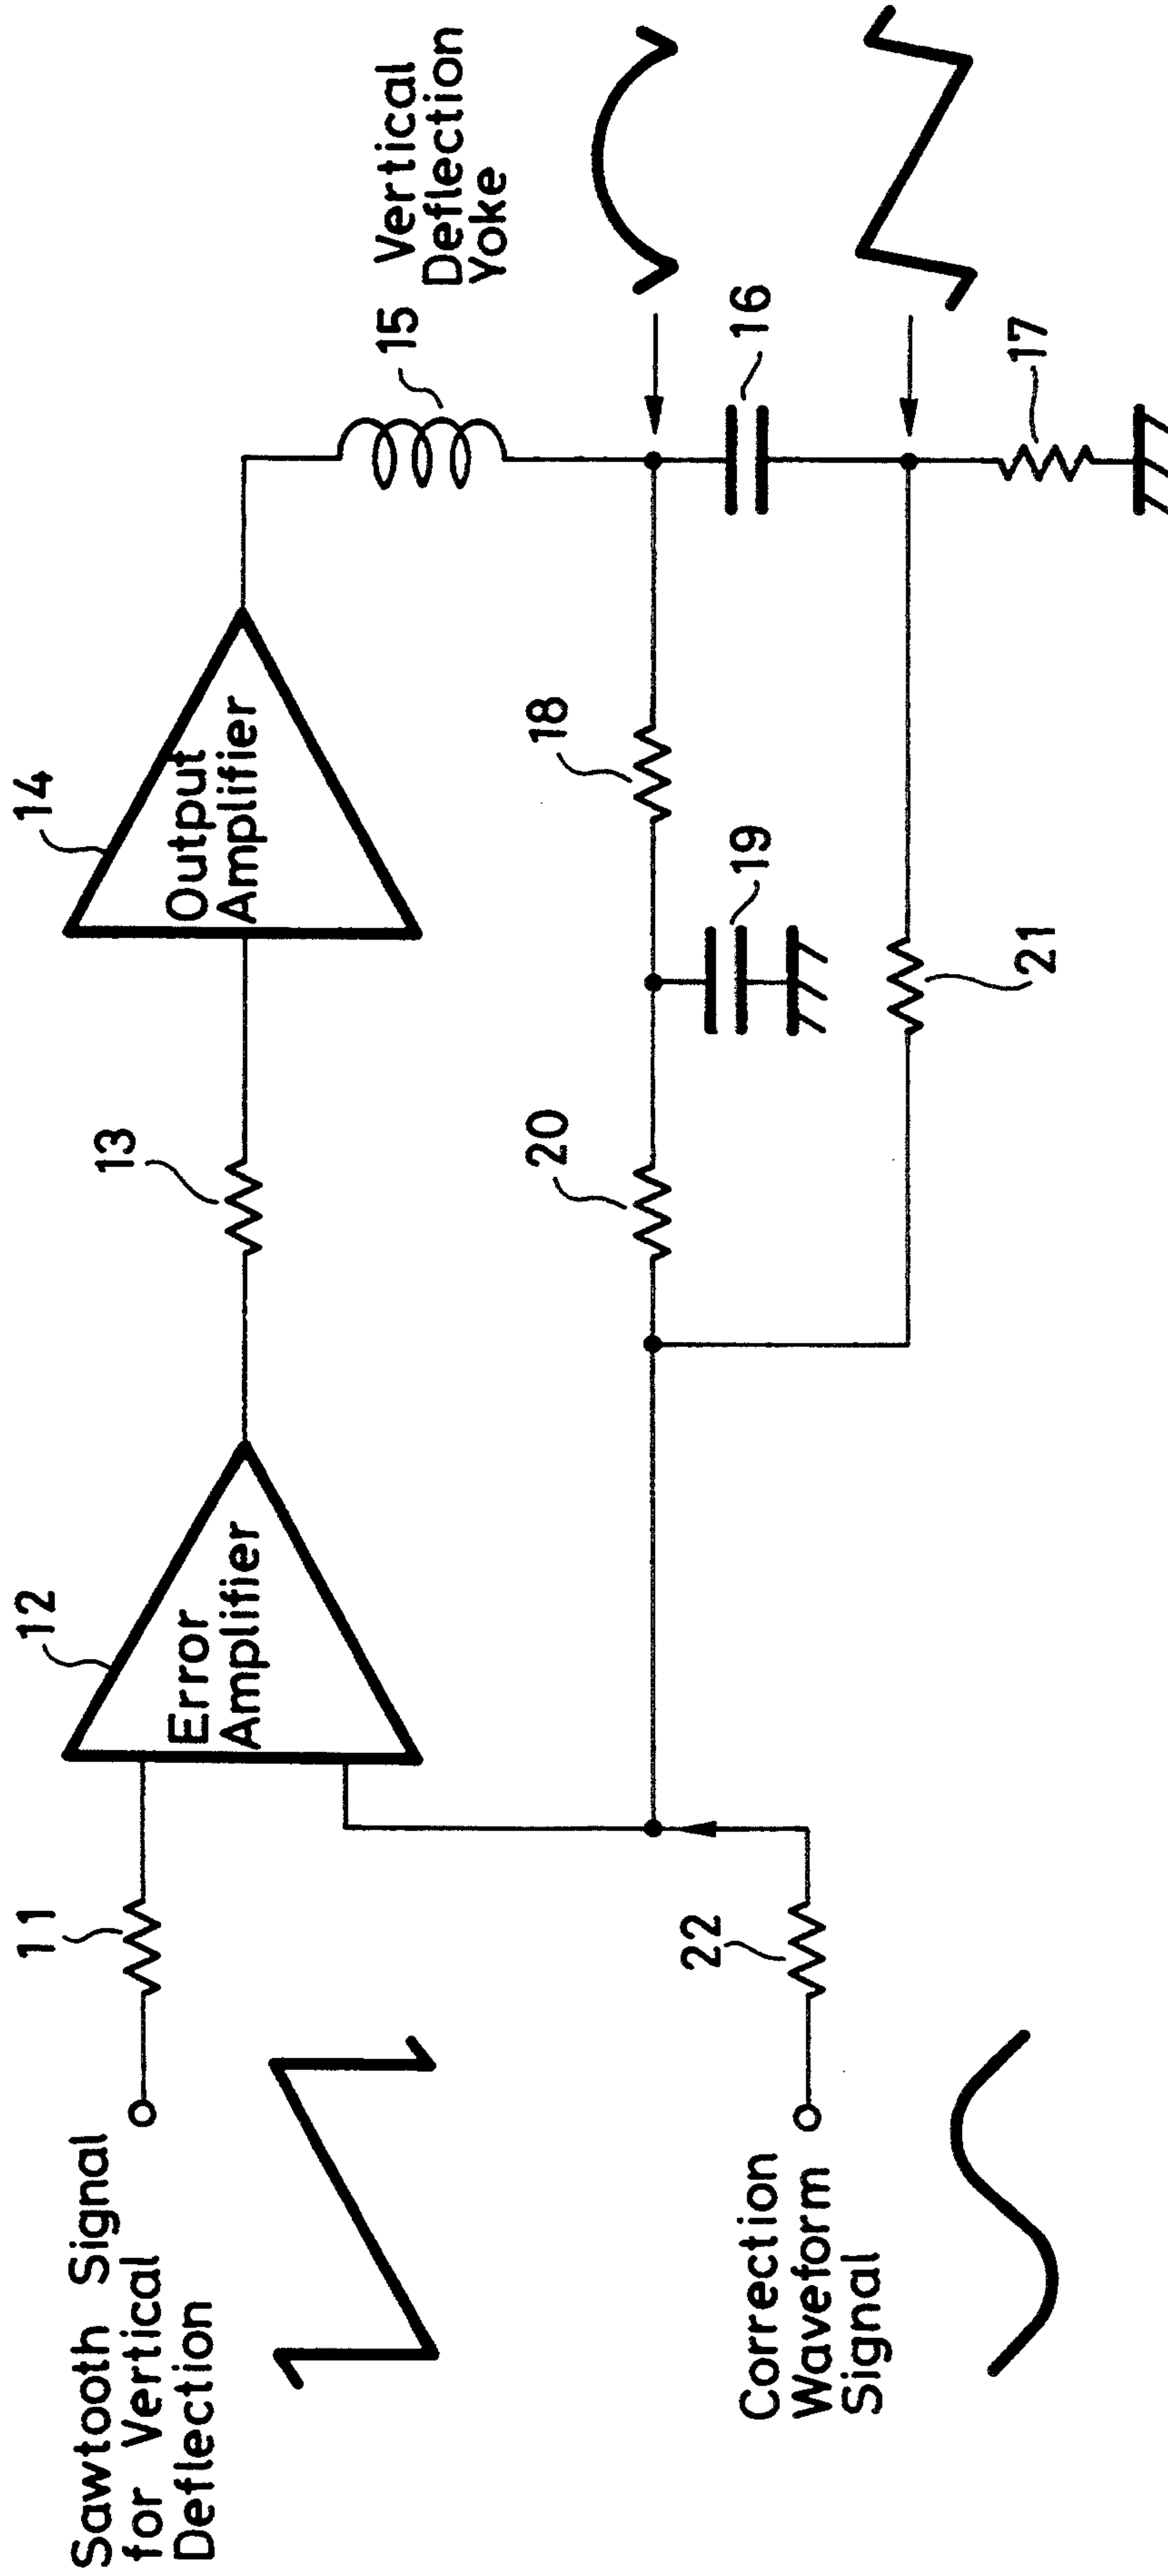 Sawtooth Signal
for Vertical
Deflection
11
12
Error
Amplifier
13
14
Output
Amplifier
15
Vertical
Deflection
Yoke
16
17
18
19
20
21
22
Correction
Waveform
Signal